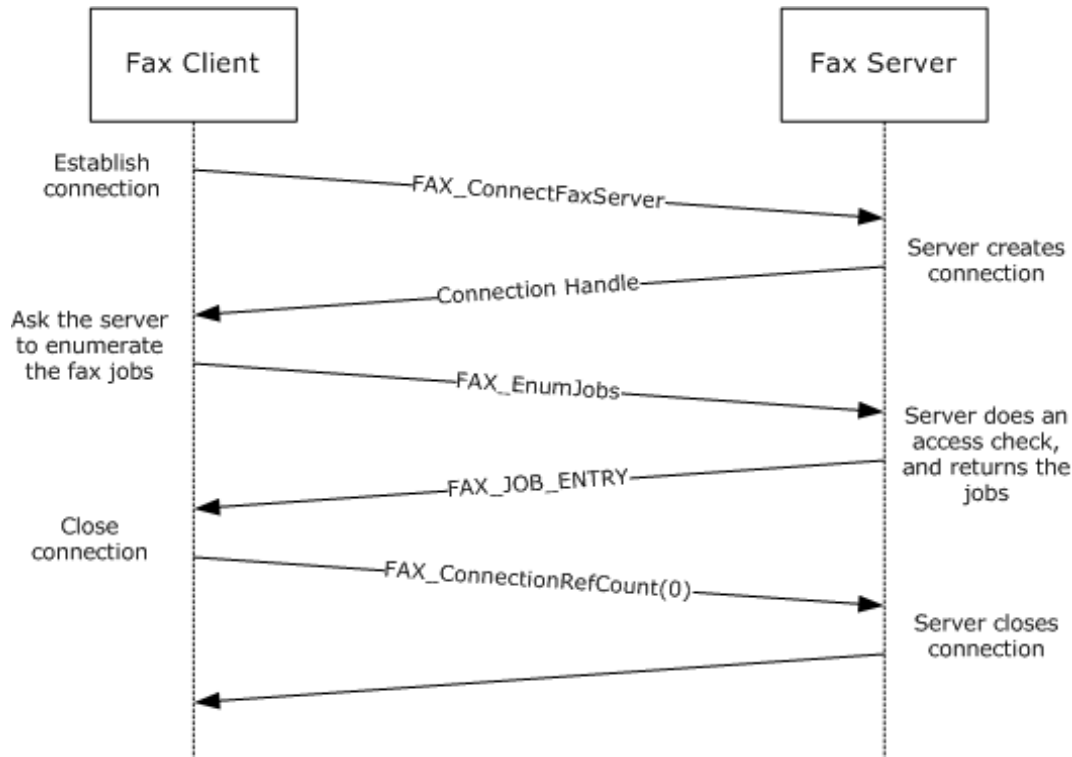 Fax Client
Fax Server
Establish
connection
FAX_ConnectFaxServer
Server creates
connection
Connection Handle
Ask the server
to enumerate
the fax jobs
FAX_EnumJobs
Server does an
access check,
and returns the
jobs
FAX_JOB_ENTRY
Close
connection
FAX_ConnectionRefCount(0)
Server closes
connection